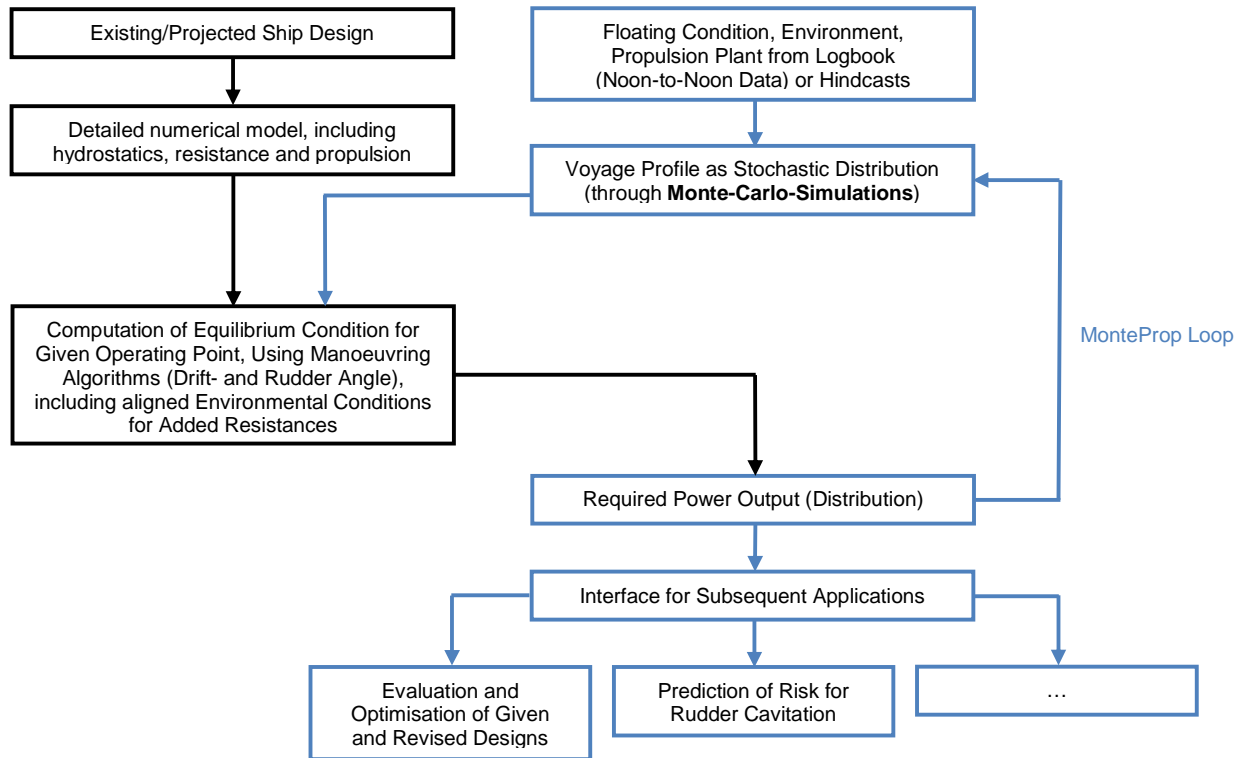 Existing/Projected Ship Design
Floating Condition, Environment,
Propulsion Plant from Logbook
(Noon-to-Noon Data) or Hindcasts
Detailed numerical model, including
hydrostatics, resistance and propulsion
Voyage Profile as Stochastic Distribution
(through Monte-Carlo-Simulations)
Computation of Equilibrium Condition for
Given Operating Point, Using Manoeuvring
Algorithms (Drift- and Rudder Angle),
including aligned Environmental Conditions
for Added Resistances
MonteProp Loop
Required Power Output (Distribution)
Interface for Subsequent Applications
Evaluation and
Optimisation of Given
and Revised Designs
Prediction of Risk for
Rudder Cavitation
…